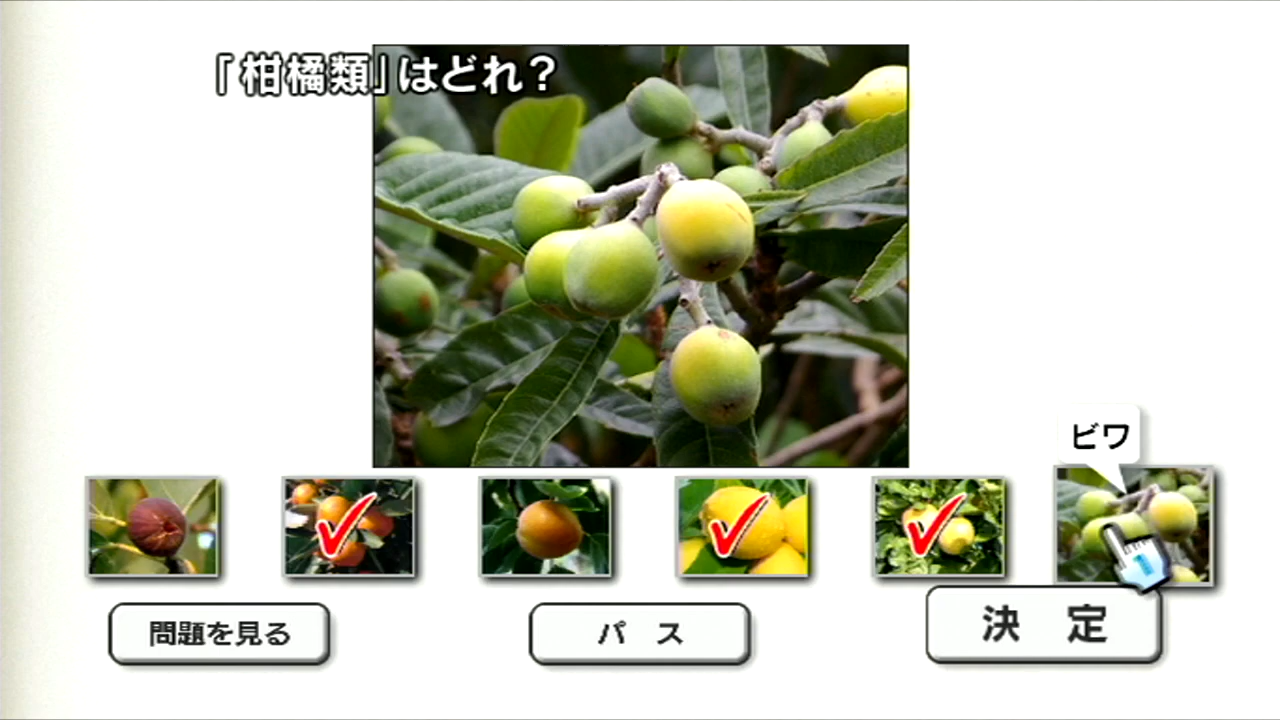 「柑橘類」はどれ？
ビワ
問題を見る
パス
決定